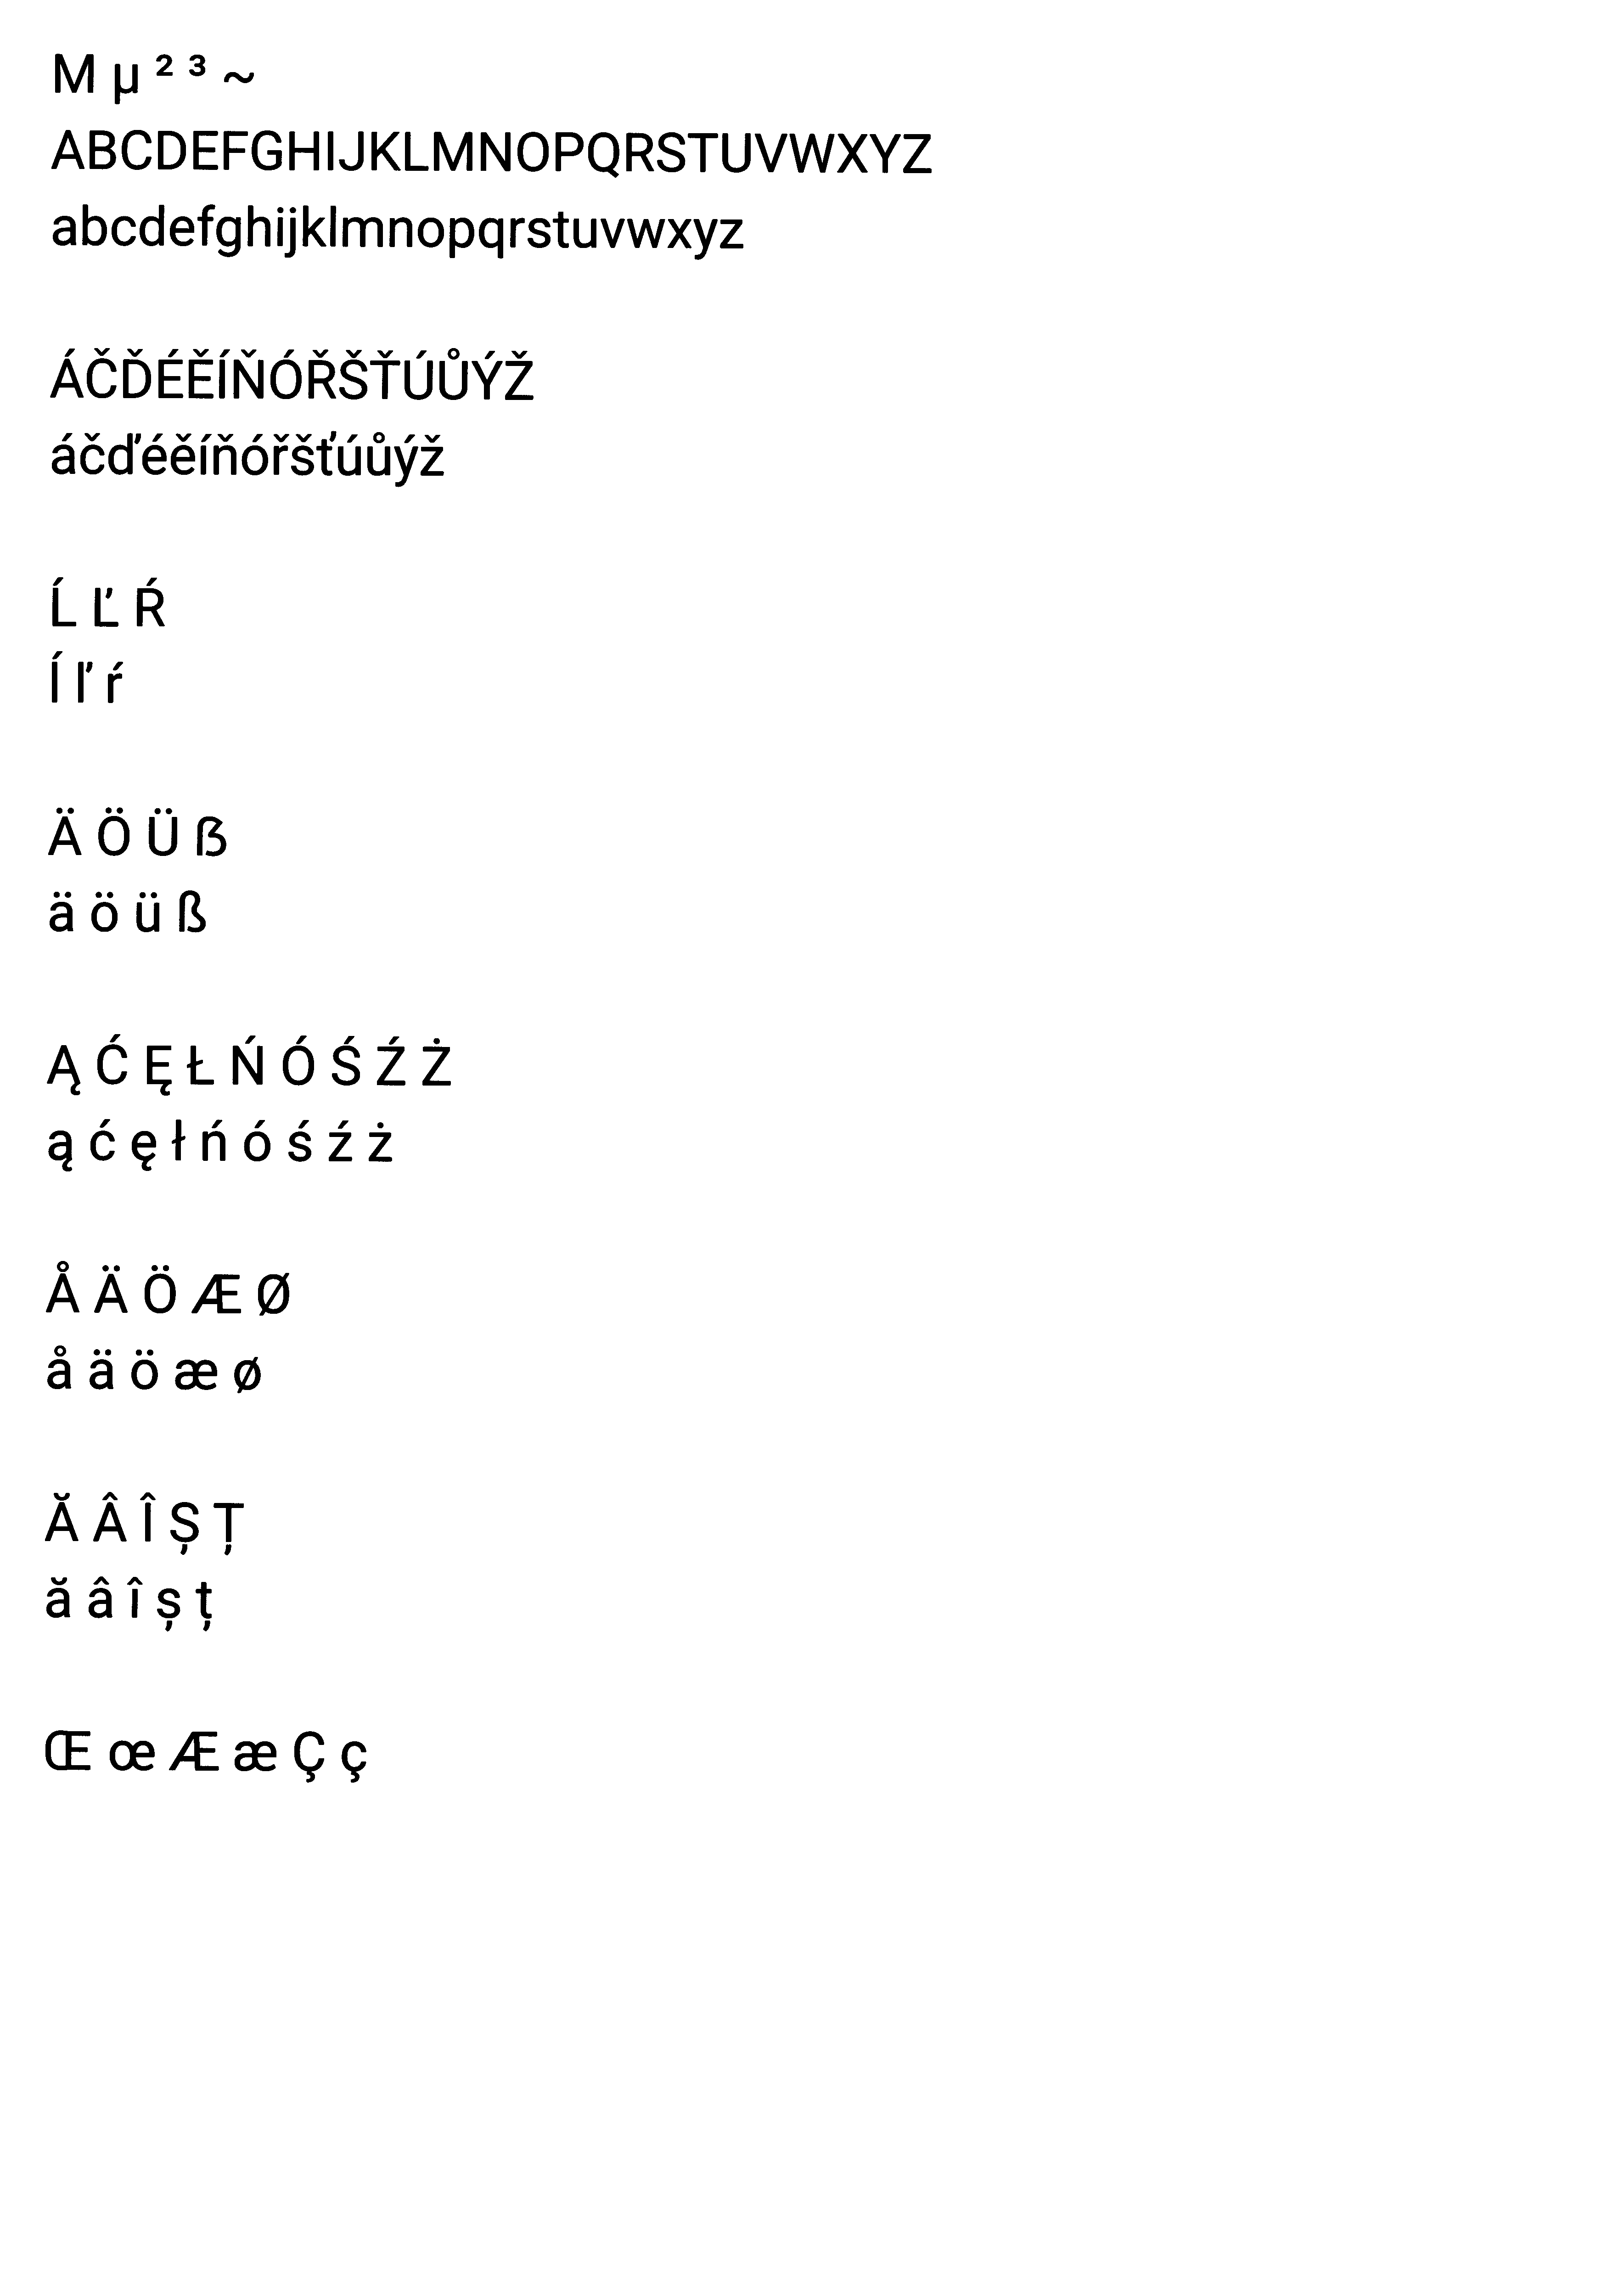 M µ ² ³ ~
ABCDEFGHIJKLMNOPQRSTUVWXYZ
abcdefghijklmnopqrstuvwxyz
ÁČĎÉĚÍŇÓŘŠŤÚŮÝŽ
áčďéěíňóřšťúůýž
Ĺ Ľ Ŕ
ĺ ľ ŕ
Ä Ö Ü ẞ
ä ö ü ß
Ą Ć Ę Ł Ń Ó Ś Ź Ż
ą ć ę ł ń ó ś ź ż
Å Ä Ö Æ Ø
å ä ö æ ø
Ă Â Î Ș Ț
ă â î ș ț
Œ œ Æ æ Ç ç